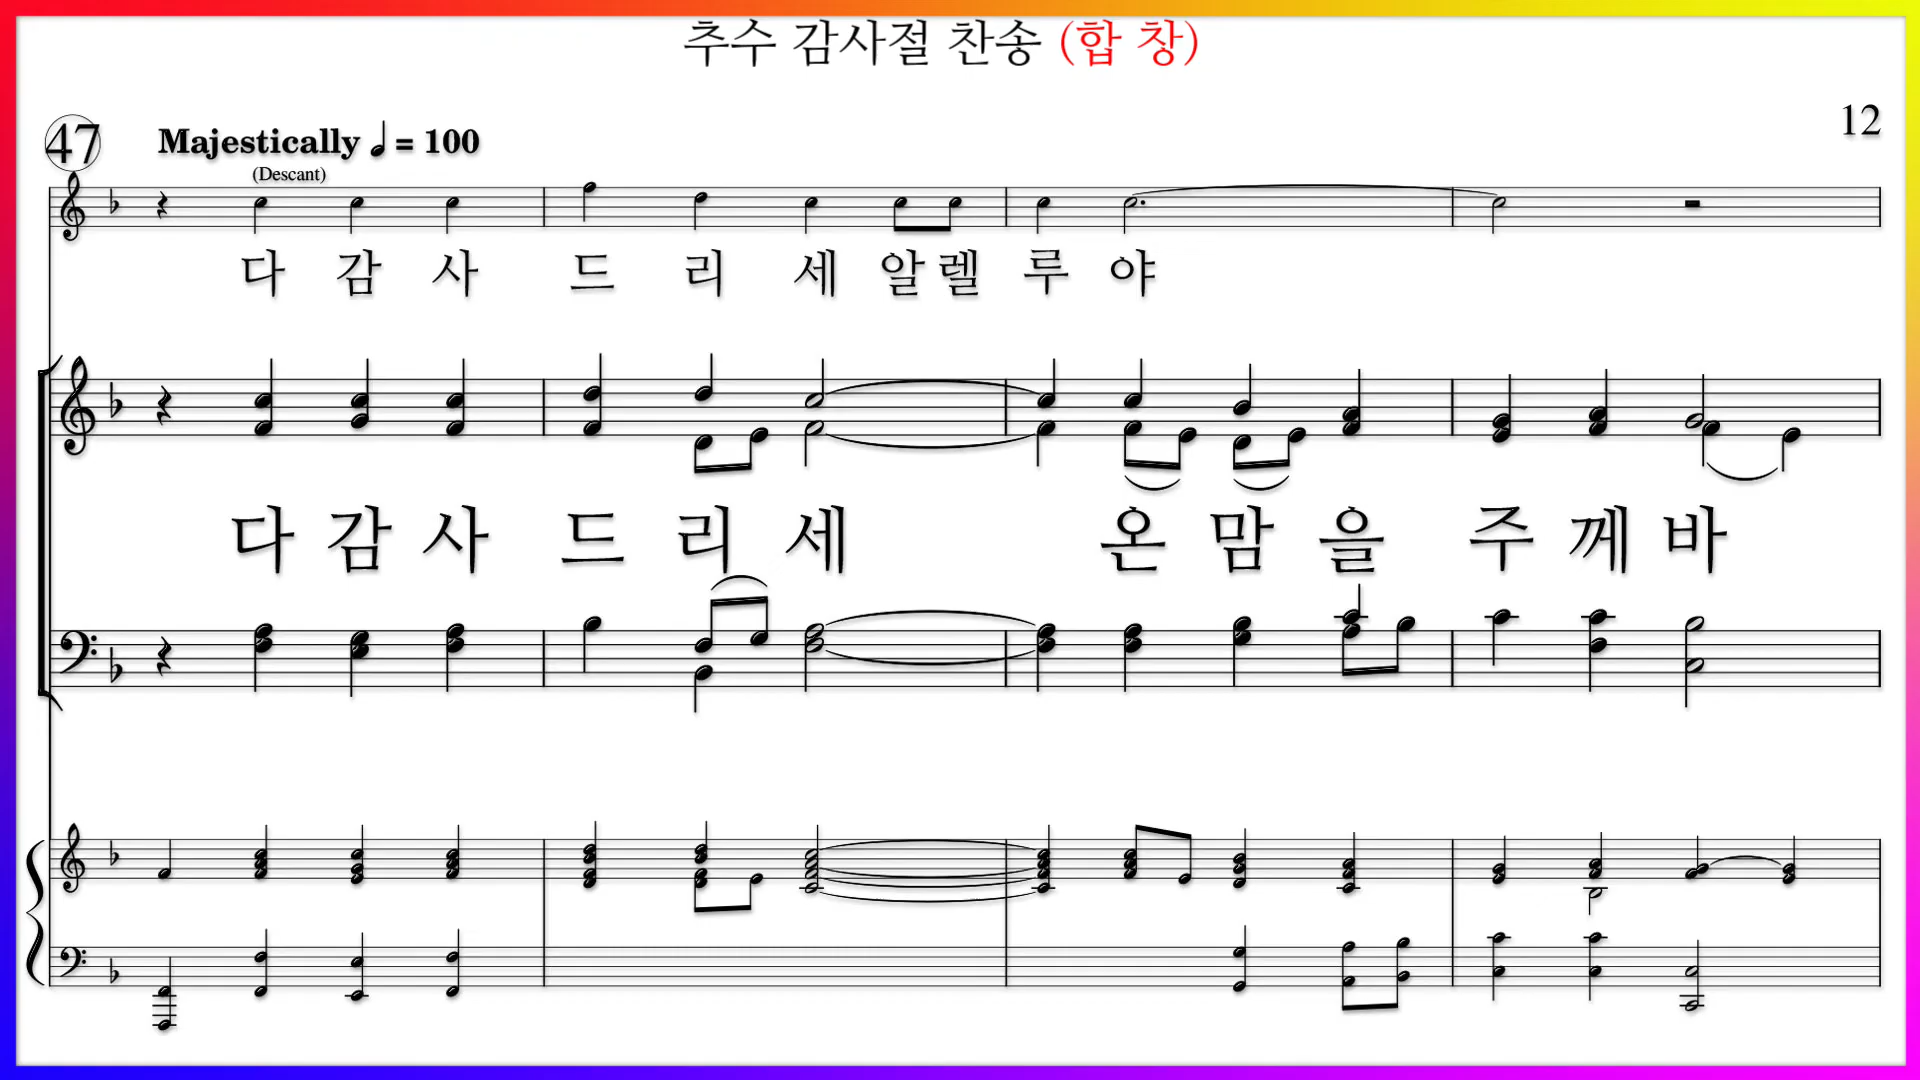 추수 감사절 찬송 (합 창)
12
47 Majestically ♩ = 100
(Descant)
다 감 사 드 리 세 알 렐 루 야
다 감 사 드 리 세 온 맘 을 주 께 바